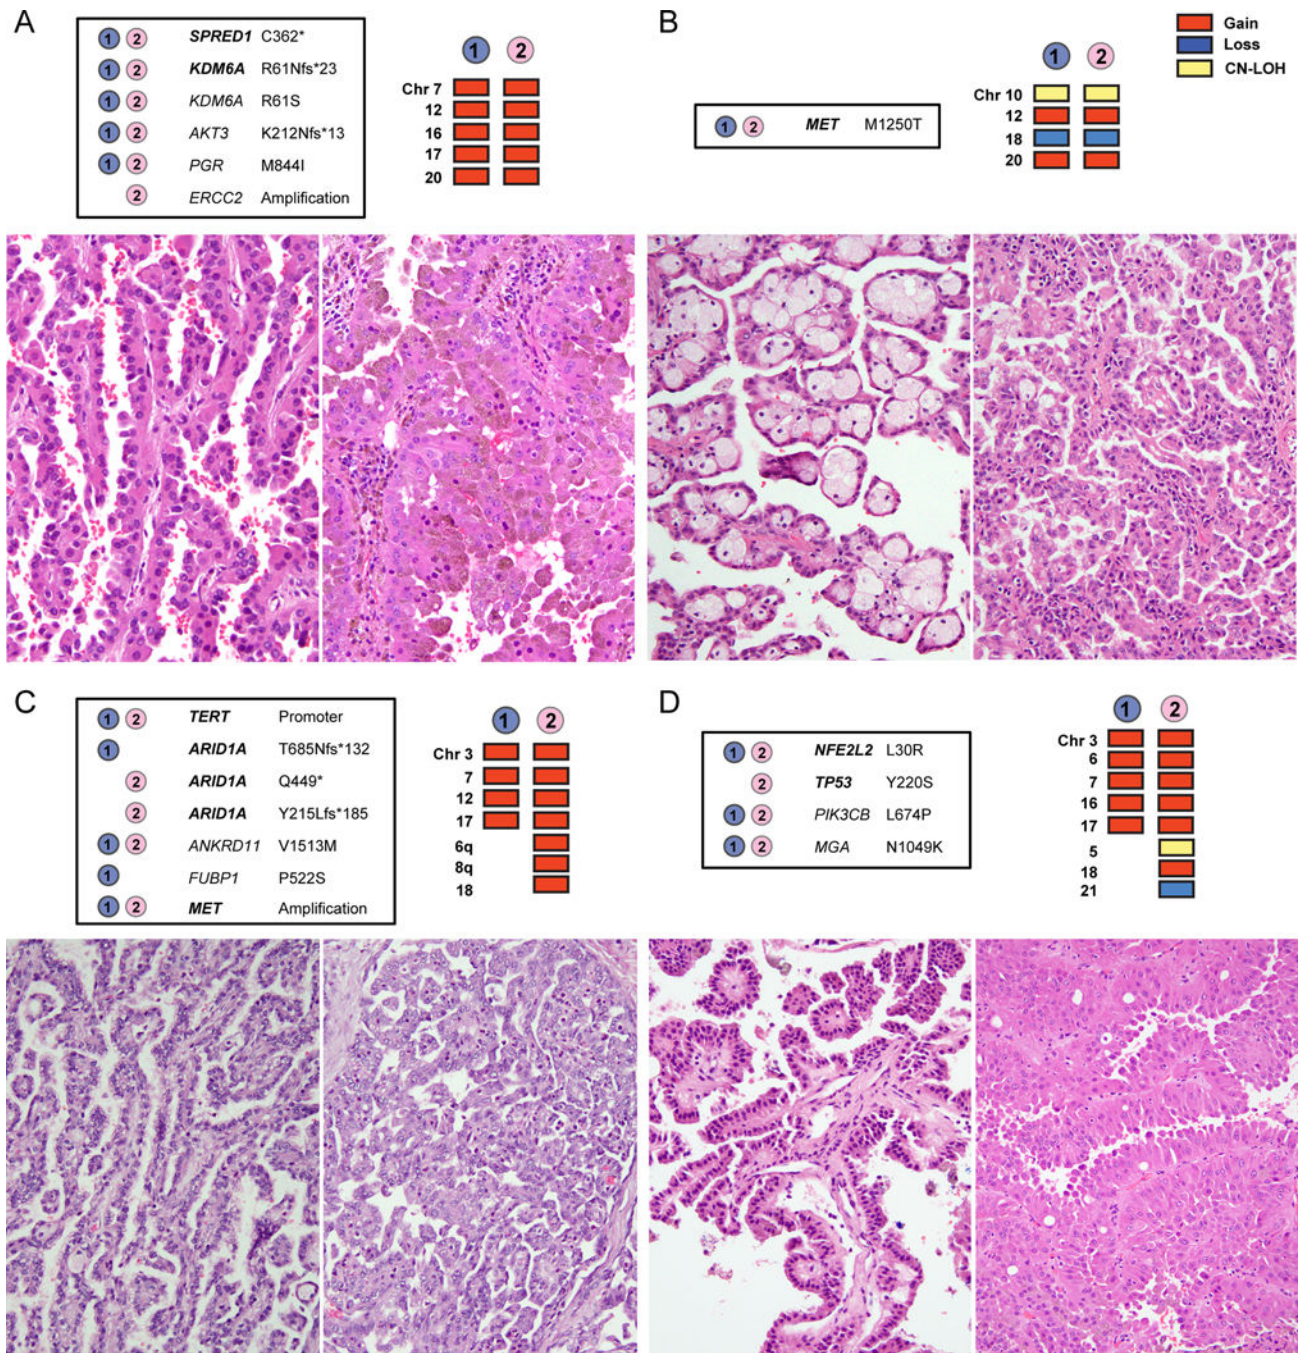 A
1 2 SPRED1 C362*
1 2 KDM6A R61Nfs*23
1 2 KDM6A R61S
1 2 AKT3 K212Nfs*13
1 2 PGR M844I
2 ERCC2 Amplification
1 2
Chr 7
12
16
17
20
B
1 2 MET M1250T
1 2
Chr 10
12
18
20
Gain
Loss
CN-LOH
C
1 2 TERT Promoter
1 ARID1A T685Nfs*132
2 ARID1A Q449*
2 ARID1A Y215Lfs*185
1 2 ANKRD11 V1513M
1 FUBP1 P522S
1 2 MET Amplification
1 2
Chr 3
7
12
17
6q
8q
18
D
1 2 NFE2L2 L30R
2 TP53 Y220S
1 2 PIK3CB L674P
1 2 MGA N1049K
1 2
Chr 3
6
7
16
17
5
18
21